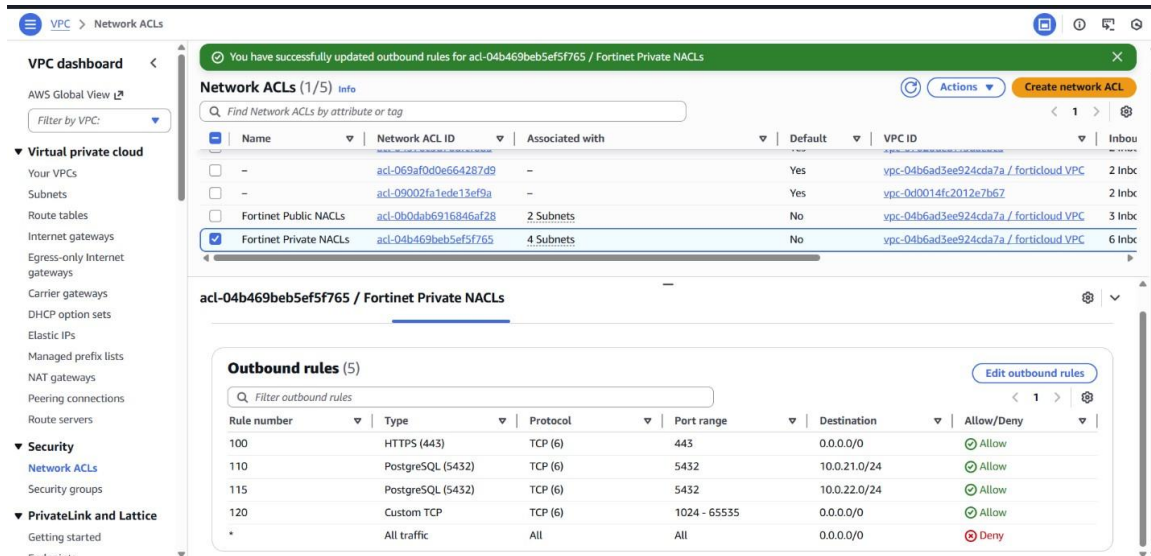 VPC > Network ACLs
VPC dashboard
AWS Global View
Filter by VPC:
Virtual private cloud
Your VPCs
Subnets
Route tables
Internet gateways
Egress-only Internet
gateways
Carrier gateways
DHCP option sets
Elastic IPs
Managed prefix lists
NAT gateways
Peering connections
Route servers
Security
Network ACLs
Security groups
PrivateLink and Lattice
Getting started
You have successfully updated outbound rules for acl-04b469beb5ef5f765 / Fortinet Private NACLs
Network ACLs (1/5) Info
Actions
Create network ACL
Find Network ACLs by attribute or tag
1
Name Network ACL ID Associated with Default VPC ID Inbou
– acl-069af0d0e664287d9 – Yes vpc-04b6ad3ee924cda7a / forticloud VPC 2 Inbc
– acl-09002fa1ede13ef9a – Yes vpc-0d0014fc2012e7b67 2 Inbc
Fortinet Public NACLs acl-0b0dab6916846af28 2 Subnets No vpc-04b6ad3ee924cda7a / forticloud VPC 3 Inbc
Fortinet Private NACLs acl-04b469beb5ef5f765 4 Subnets No vpc-04b6ad3ee924cda7a / forticloud VPC 6 Inbc
acl-04b469beb5ef5f765 / Fortinet Private NACLs
Outbound rules (5)
Edit outbound rules
Filter outbound rules
1
Rule number Type Protocol Port range Destination Allow/Deny
100 HTTPS (443) TCP (6) 443 0.0.0.0/0 Allow
110 PostgreSQL (5432) TCP (6) 5432 10.0.21.0/24 Allow
115 PostgreSQL (5432) TCP (6) 5432 10.0.22.0/24 Allow
120 Custom TCP TCP (6) 1024 - 65535 0.0.0.0/0 Allow
* All traffic All All 0.0.0.0/0 Deny